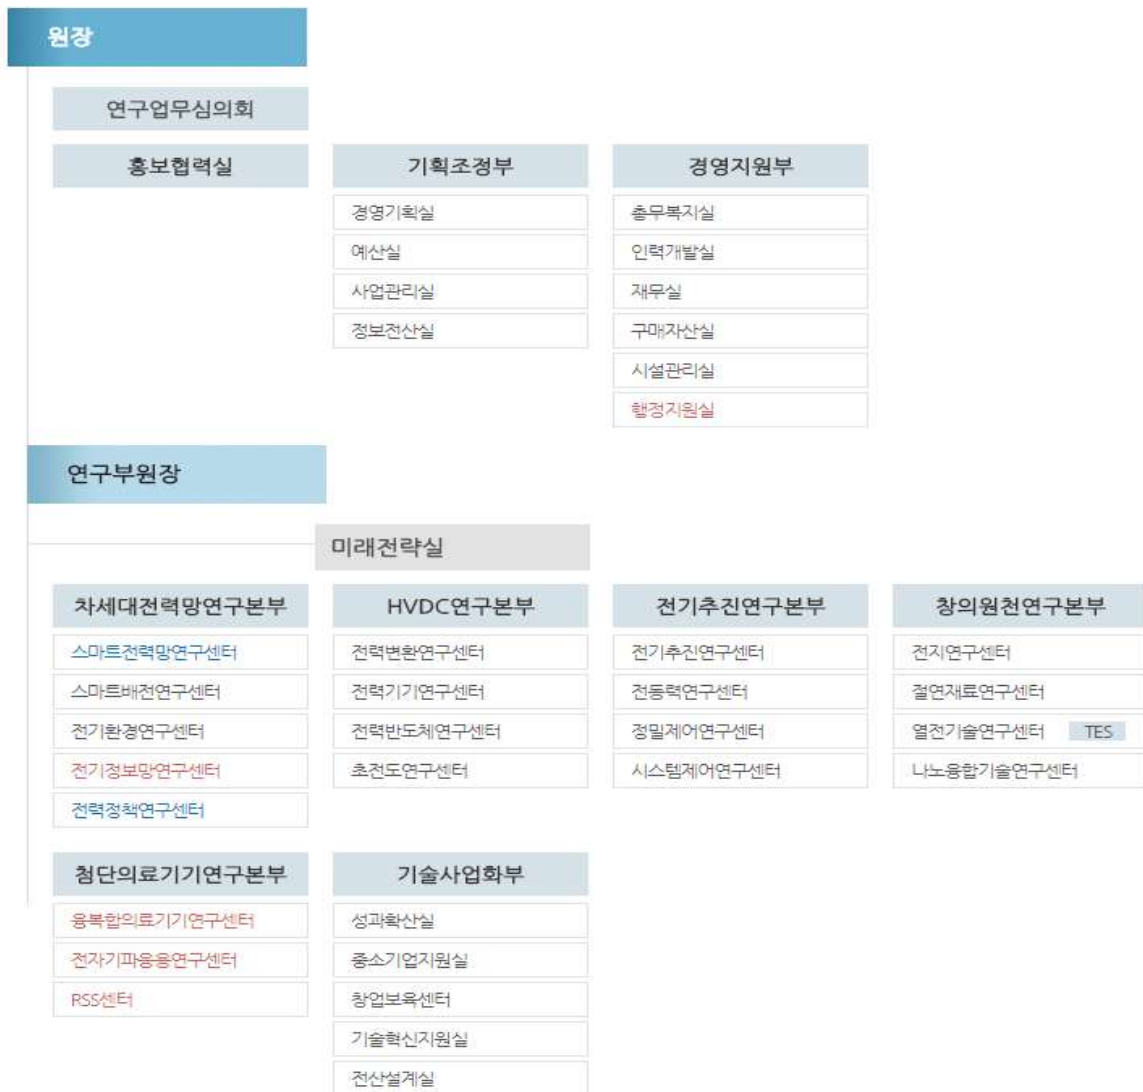 원장
연구업무심의회
홍보협력실
기획조정부
경영기획실
예산실
사업관리실
정보전산실
경영지원부
총무복지실
인력개발실
재무실
구매자산실
시설관리실
행정지원실
연구부원장
미래전략실
차세대전력망연구본부
스마트전력망연구센터
스마트배전연구센터
전기환경연구센터
전기정보망연구센터
전력정책연구센터
HVDC연구본부
전력변환연구센터
전력기기연구센터
전력반도체연구센터
초전도연구센터
전기추진연구본부
전기추진연구센터
전동력연구센터
정밀제어연구센터
시스템제어연구센터
창의원천연구본부
전지연구센터
절연재료연구센터
열전기술연구센터 TES
나노융합기술연구센터
첨단의료기기연구본부
융복합의료기기연구센터
전자기파응용연구센터
RSS센터
기술사업화부
성과확산실
중소기업지원실
창업보육센터
기술혁신지원실
전산설계실